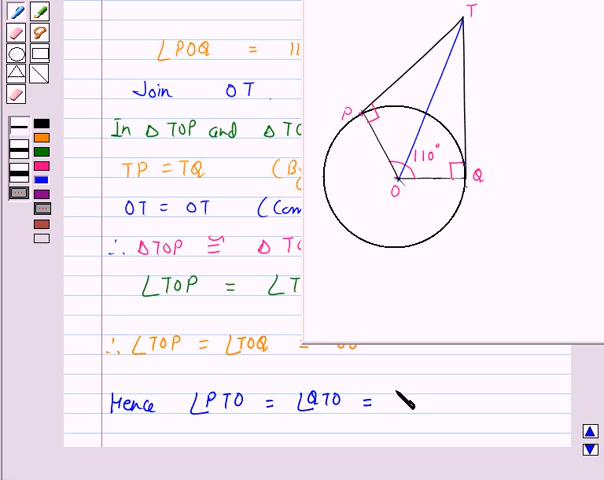 ∠POQ = 11
Join OT.
In △TOP and △TO
TP = TQ (B
OT = OT (Com
∴ △TOP ≅ △TO
∠TOP = ∠T
∴ ∠TOP = ∠TOQ =
Hence ∠PTO = ∠QTO =
T
P
110°
Q
O